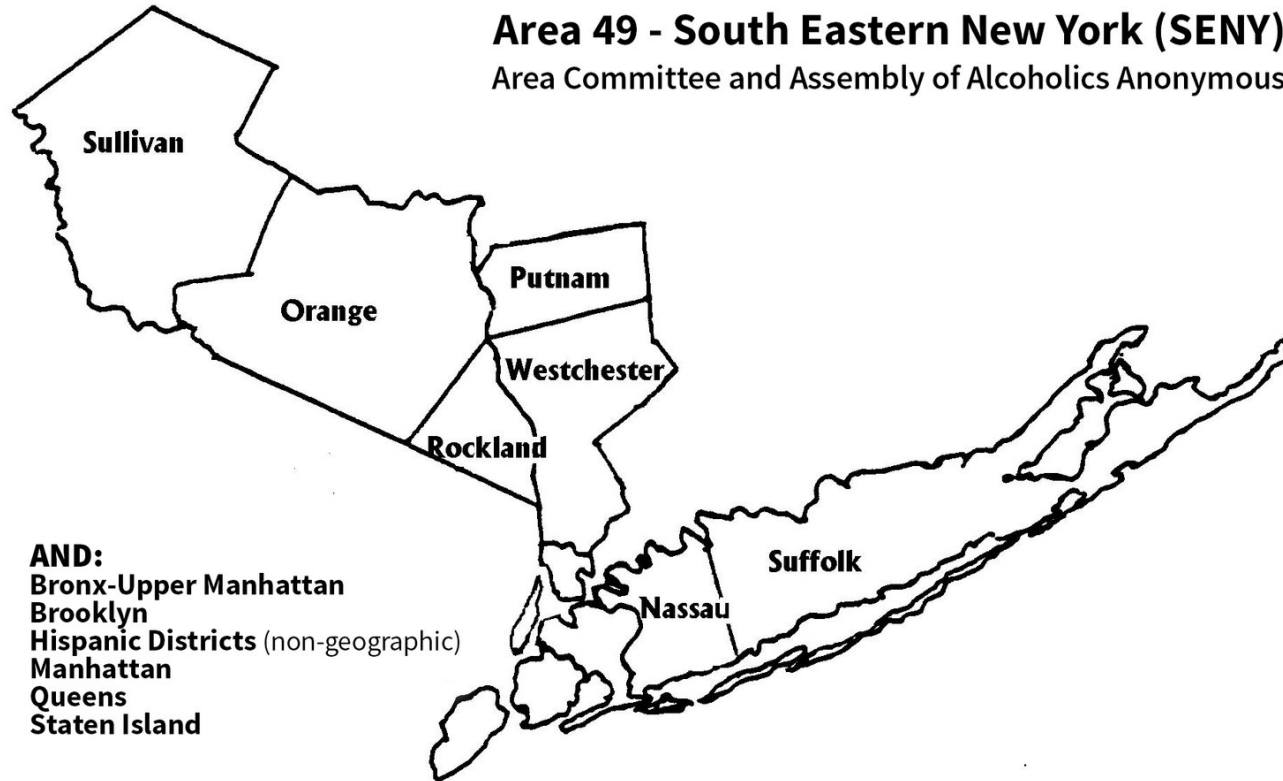 Area 49 - South Eastern New York (SENY)
Area Committee and Assembly of Alcoholics Anonymous
Sullivan
Orange
Putnam
Westchester
Rockland
Suffolk
Nassau
AND:
Bronx-Upper Manhattan
Brooklyn
Hispanic Districts (non-geographic)
Manhattan
Queens
Staten Island